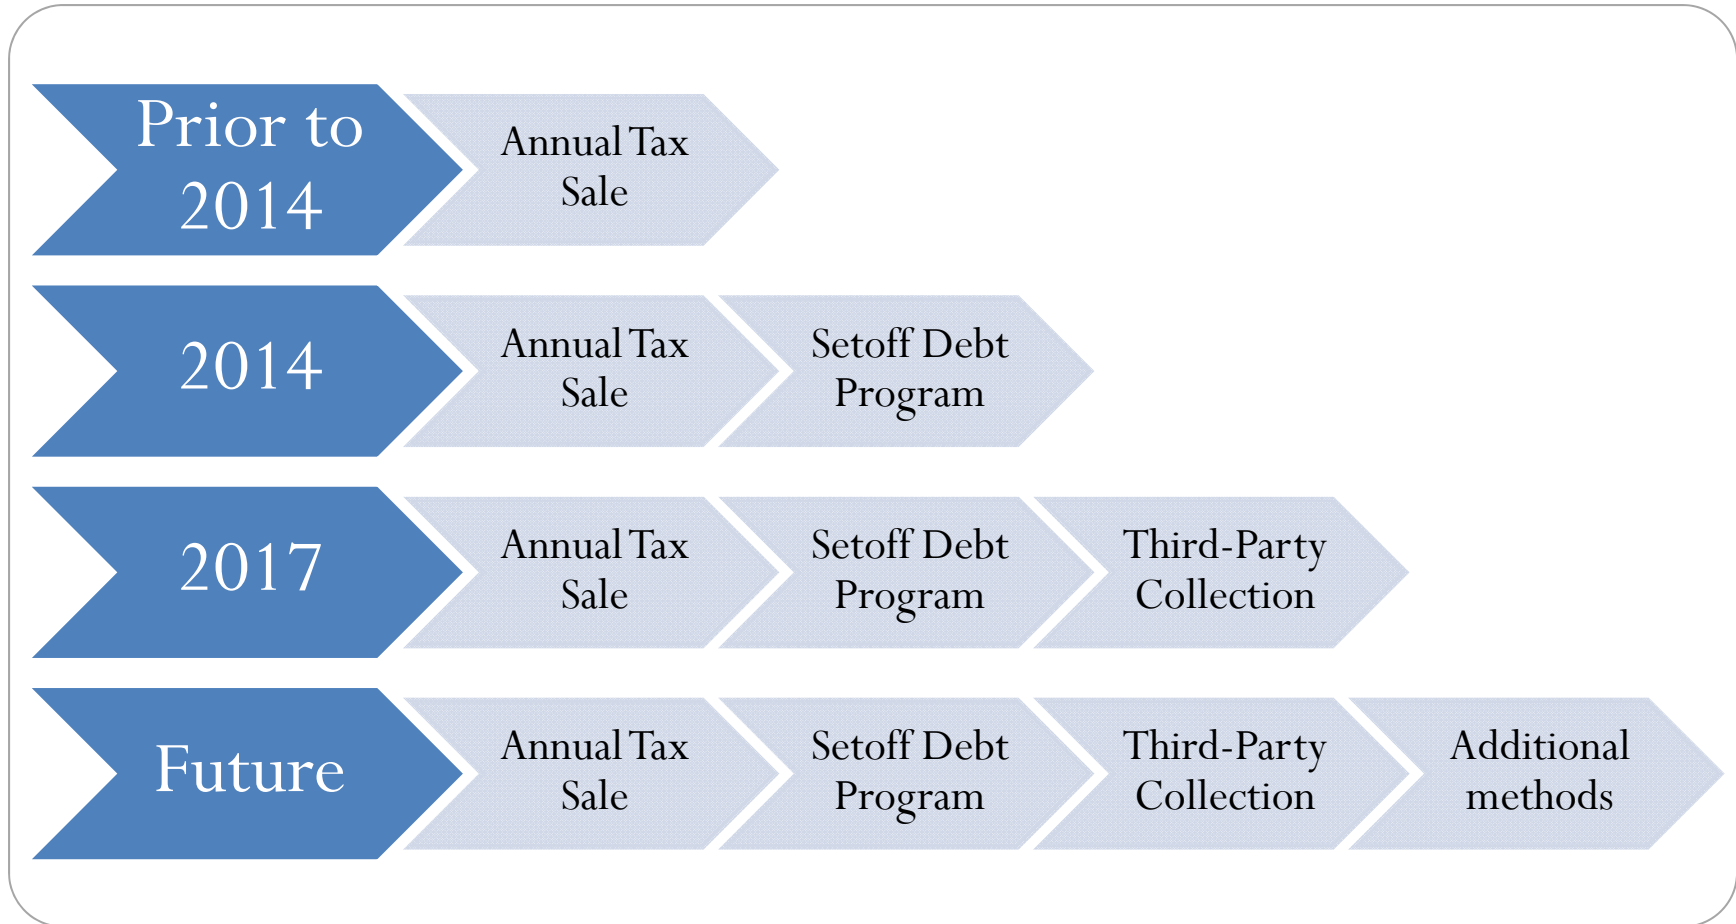 Prior to
2014
Annual Tax
Sale
2014
Annual Tax
Sale
Setoff Debt
Program
2017
Annual Tax
Sale
Setoff Debt
Program
Third-Party
Collection
Future
Annual Tax
Sale
Setoff Debt
Program
Third-Party
Collection
Additional
methods